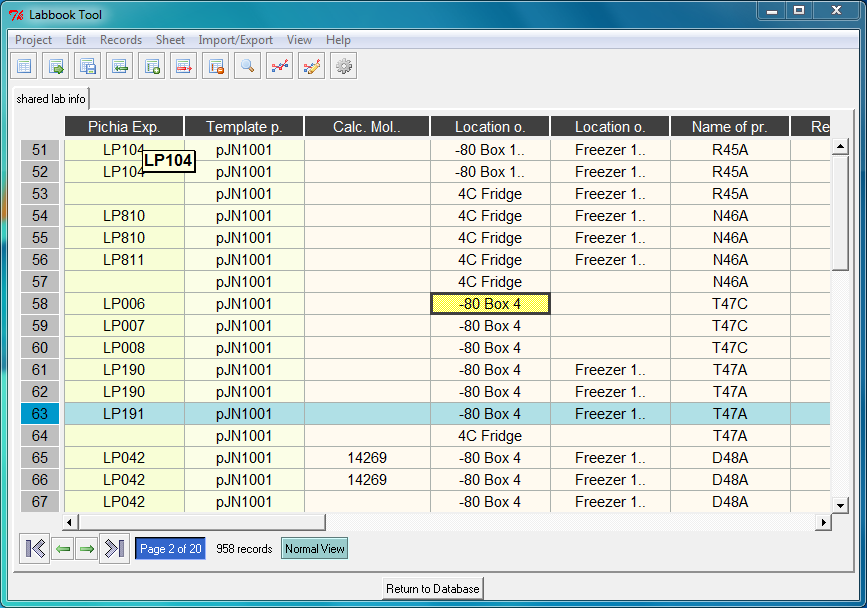 Labbook Tool
Project Edit Records Sheet Import/Export View Help
shared lab info
Pichia Exp. Template p. Calc. Mol.. Location o. Location o. Name of pr. Re
51 LP104 pJN1001 -80 Box 1.. Freezer 1.. R45A
LP104
52 LP104 pJN1001 -80 Box 1.. Freezer 1.. R45A
53 pJN1001 4C Fridge R45A
54 LP810 pJN1001 4C Fridge Freezer 1.. N46A
55 LP810 pJN1001 4C Fridge Freezer 1.. N46A
56 LP811 pJN1001 4C Fridge Freezer 1.. N46A
57 pJN1001 4C Fridge N46A
58 LP006 pJN1001 -80 Box 4 T47C
59 LP007 pJN1001 -80 Box 4 T47C
60 LP008 pJN1001 -80 Box 4 T47C
61 LP190 pJN1001 -80 Box 4 Freezer 1.. T47A
62 LP190 pJN1001 -80 Box 4 Freezer 1.. T47A
63 LP191 pJN1001 -80 Box 4 Freezer 1.. T47A
64 pJN1001 4C Fridge T47A
65 LP042 pJN1001 14269 -80 Box 4 Freezer 1.. D48A
66 LP042 pJN1001 14269 -80 Box 4 Freezer 1.. D48A
67 LP042 pJN1001 -80 Box 4 Freezer 1.. D48A
Page 2 of 20 958 records Normal View
Return to Database